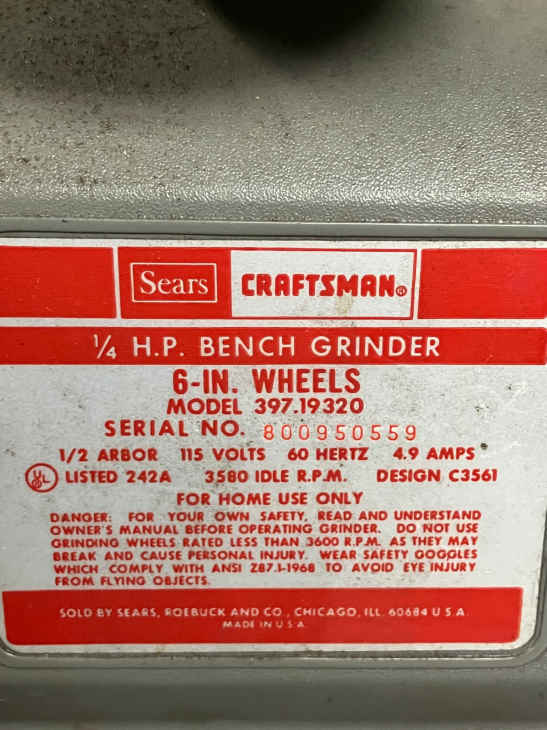 Sears CRAFTSMAN®
1/4 H.P. BENCH GRINDER
6-IN. WHEELS
MODEL 397.19320
SERIAL NO. 800950559
1/2 ARBOR 115 VOLTS 60 HERTZ 4.9 AMPS
UL LISTED 242A 3580 IDLE R.P.M. DESIGN C3561
FOR HOME USE ONLY
DANGER: FOR YOUR OWN SAFETY, READ AND UNDERSTAND
OWNER'S MANUAL BEFORE OPERATING GRINDER. DO NOT USE
GRINDING WHEELS RATED LESS THAN 3600 R.P.M. AS THEY MAY
BREAK AND CAUSE PERSONAL INJURY. WEAR SAFETY GOGGLES
WHICH COMPLY WITH ANSI Z87.1-1968 TO AVOID EYE INJURY
FROM FLYING OBJECTS.
SOLD BY SEARS, ROEBUCK AND CO., CHICAGO, ILL. 60684 U.S.A.
MADE IN U.S.A.